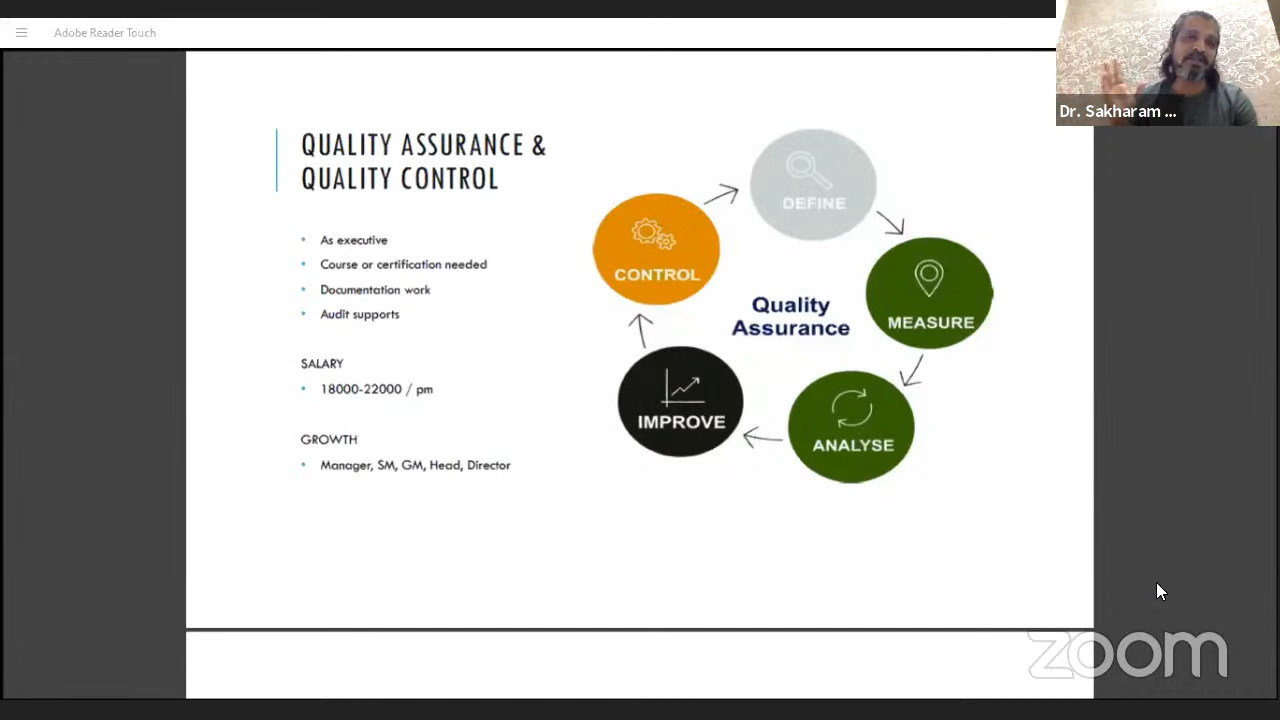 Adobe Reader Touch
Dr. Sakharam ...
QUALITY ASSURANCE &
QUALITY CONTROL
• As executive
• Course or certification needed
• Documentation work
• Audit supports
SALARY
• 18000-22000 / pm
GROWTH
• Manager, SM, GM, Head, Director
DEFINE
CONTROL
MEASURE
Quality
Assurance
IMPROVE
ANALYSE
zoom